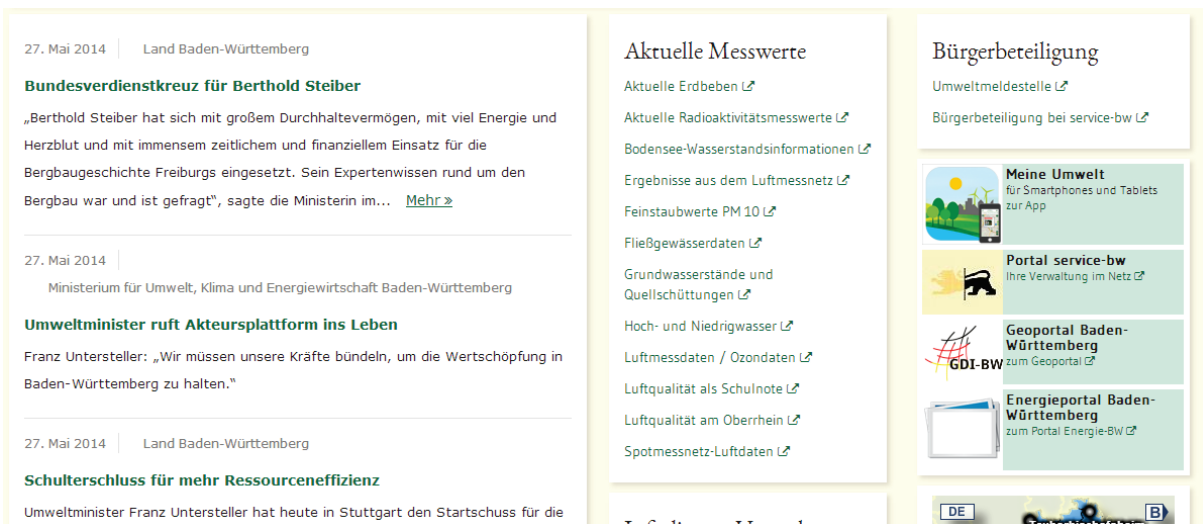 27. Mai 2014
Land Baden-Württemberg
Bundesverdienstkreuz für Berthold Steiber
„Berthold Steiber hat sich mit großem Durchhaltevermögen, mit viel Energie und
Herzblut und mit immensem zeitlichem und finanziellem Einsatz für die
Bergbaugeschichte Freiburgs eingesetzt. Sein Expertenwissen rund um den
Bergbau war und ist gefragt“, sagte die Ministerin im... Mehr »
27. Mai 2014
Ministerium für Umwelt, Klima und Energiewirtschaft Baden-Württemberg
Umweltminister ruft Akteursplattform ins Leben
Franz Untersteller: „Wir müssen unsere Kräfte bündeln, um die Wertschöpfung in
Baden-Württemberg zu halten.“
27. Mai 2014
Land Baden-Württemberg
Schulterschluss für mehr Ressourceneffizienz
Umweltminister Franz Untersteller hat heute in Stuttgart den Startschuss für die
Aktuelle Messwerte
Aktuelle Erdbeben
Aktuelle Radioaktivitätsmesswerte
Bodensee-Wasserstandsinformationen
Ergebnisse aus dem Luftmessnetz
Feinstaubwerte PM 10
Fließgewässerdaten
Grundwasserstände und
Quellschüttungen
Hoch- und Niedrigwasser
Luftmessdaten / Ozondaten
Luftqualität als Schulnote
Luftqualität am Oberrhein
Spotmessnetz-Luftdaten
Bürgerbeteiligung
Umweltmeldestelle
Bürgerbeteiligung bei service-bw
Meine Umwelt
für Smartphones und Tablets
zur App
Portal service-bw
Ihre Verwaltung im Netz
GDI-BW
Geoportal Baden-
Württemberg
zum Geoportal
Energieportal Baden-
Württemberg
zum Portal Energie-BW
DE
B